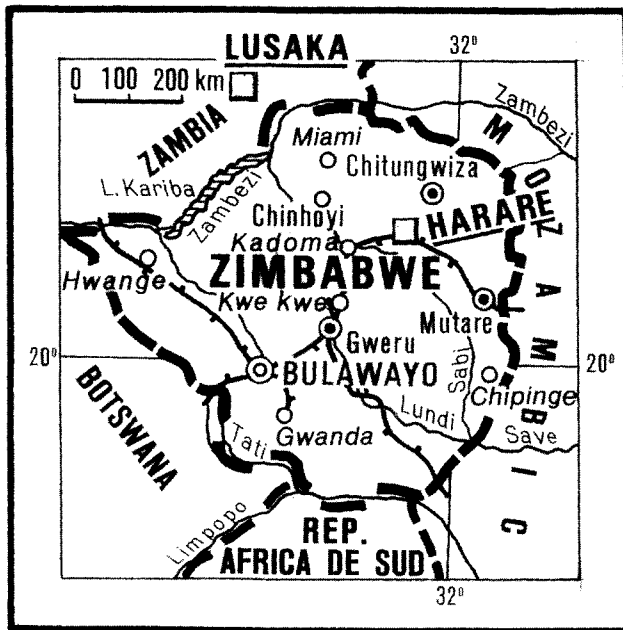 LUSAKA
32°
0 100 200 km
Zambezi
ZAMBIA
Miami
MOZAMBIC
Chitungwiza
L. Kariba
Zambezi
Chinhoyi
HARARE
Kadoma
ZIMBABWE
Hwange
Kwe kwe
Mutare
Gweru
20°
20°
Sabi
BULAWAYO
Chipinge
BOTSWANA
Lundi
Gwanda
Save
Tati
Limpopo
REP.
AFRICA DE SUD
32°